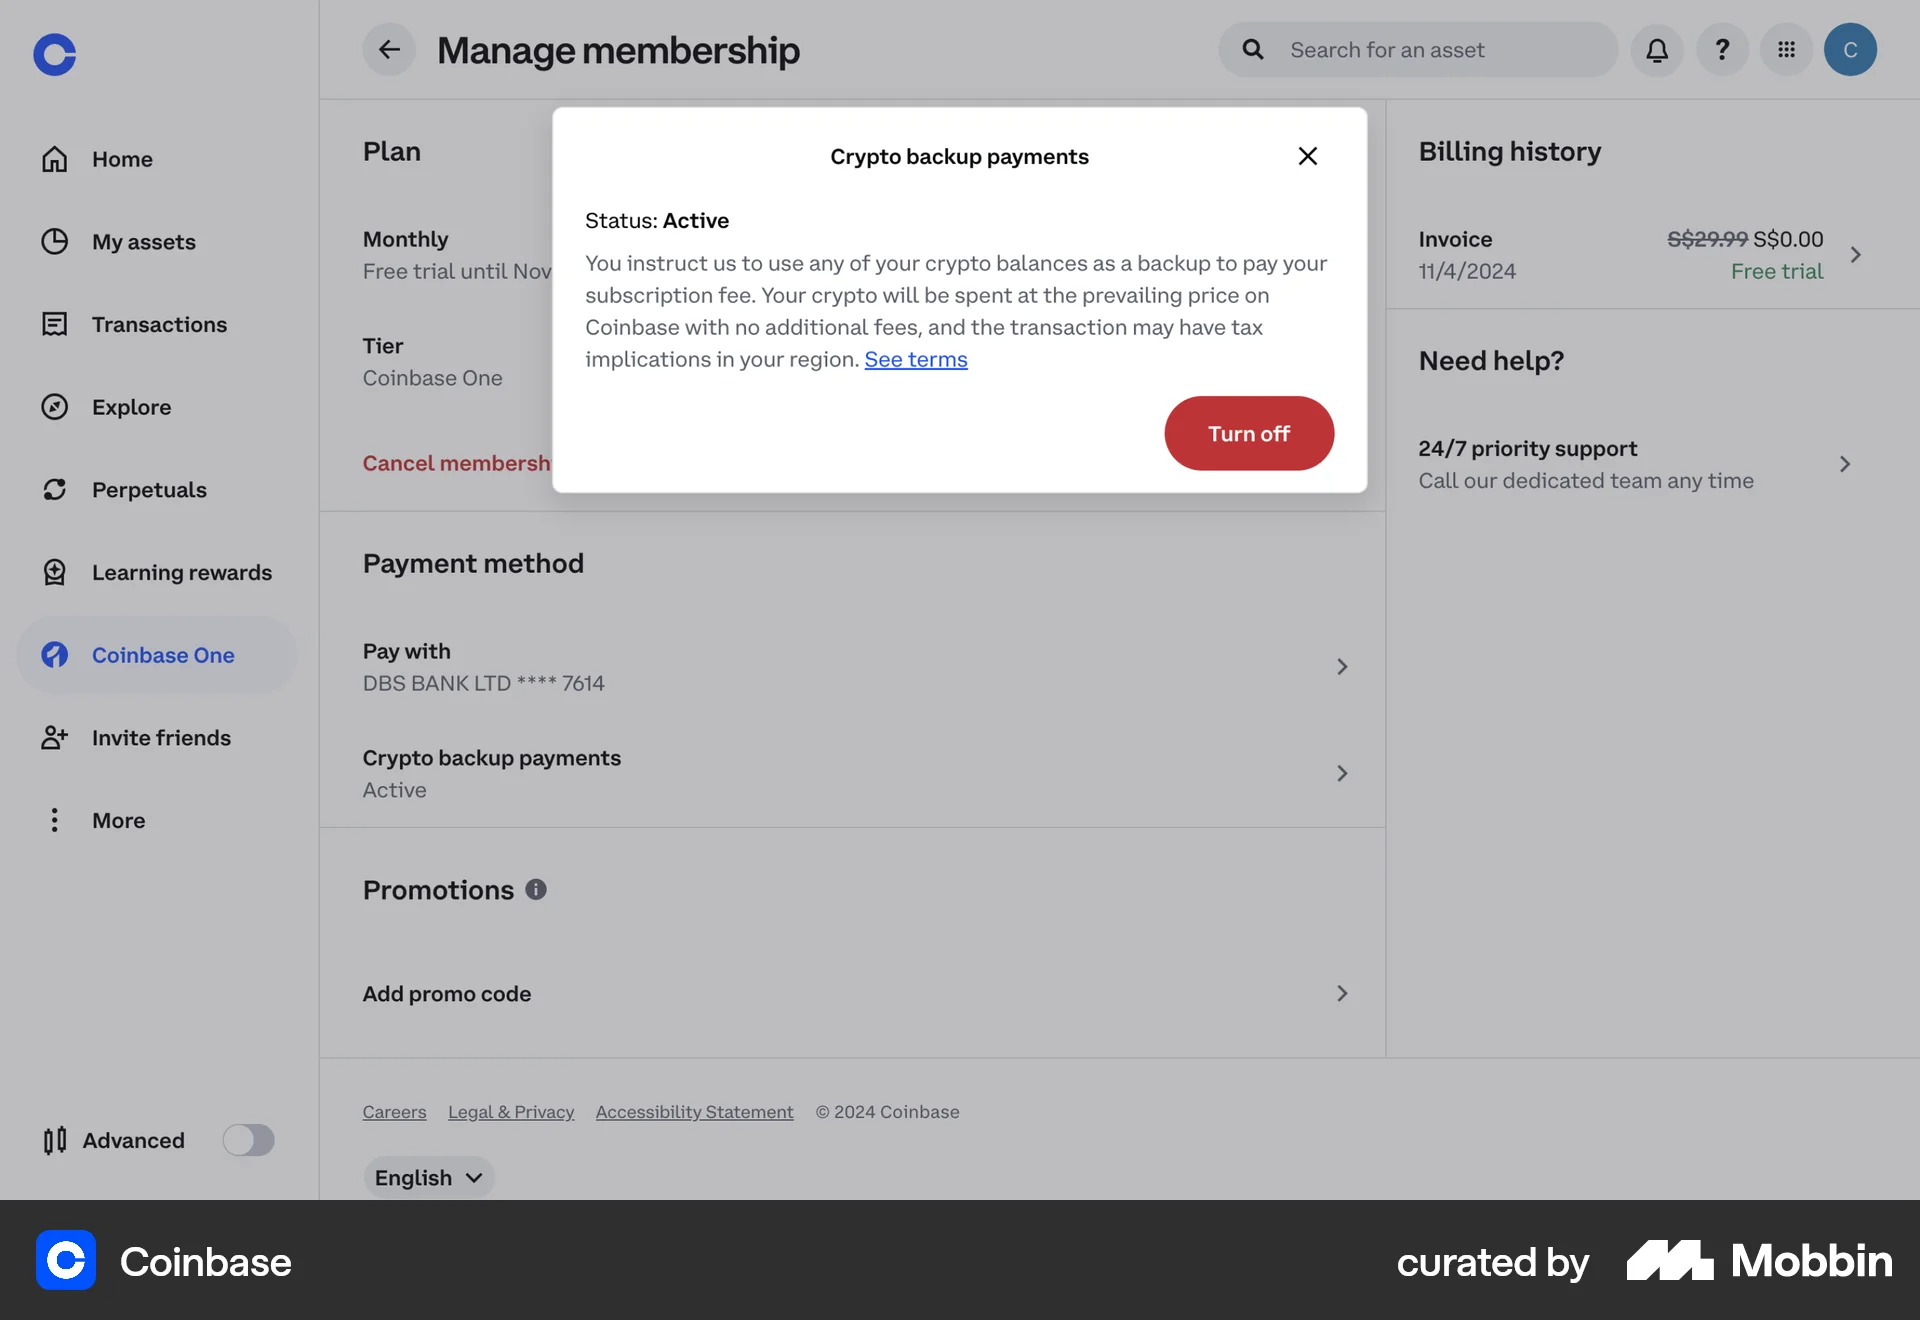 Manage membership
Search for an asset
C
Home
My assets
Transactions
Explore
Perpetuals
Learning rewards
Coinbase One
Invite friends
More
Advanced
Plan
Monthly
Free trial until Nov
Tier
Coinbase One
Cancel membersh
Crypto backup payments
Status: Active
You instruct us to use any of your crypto balances as a backup to pay your
subscription fee. Your crypto will be spent at the prevailing price on
Coinbase with no additional fees, and the transaction may have tax
implications in your region. See terms
Turn off
Payment method
Pay with
DBS BANK LTD **** 7614
Crypto backup payments
Active
Promotions
Add promo code
Billing history
Invoice
S$29.99 S$0.00
11/4/2024
Free trial
Need help?
24/7 priority support
Call our dedicated team any time
Careers Legal & Privacy Accessibility Statement © 2024 Coinbase
English
Coinbase
curated by Mobbin